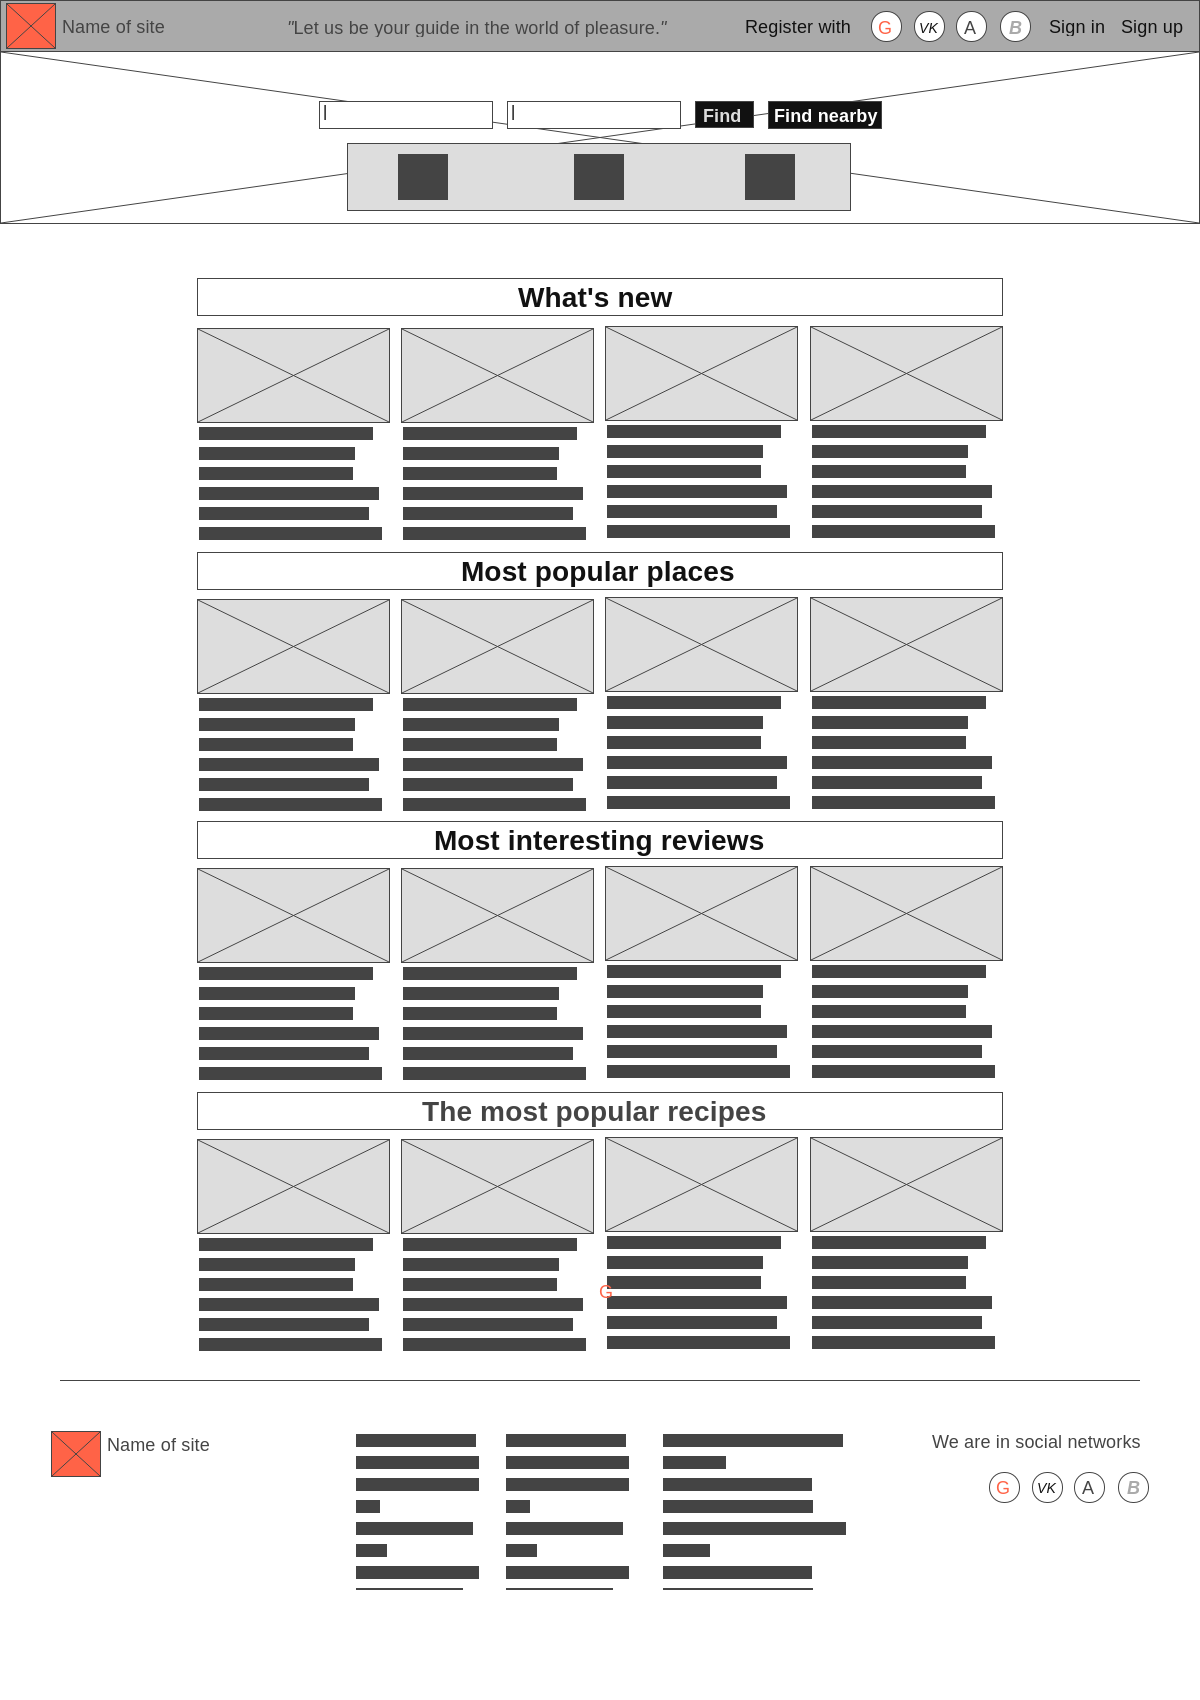 Name of site
"Let us be your guide in the world of pleasure."
Register with
G
VK
A
B
Sign in
Sign up
Find
Find nearby
What's new
Most popular places
Most interesting reviews
The most popular recipes
G
Name of site
We are in social networks
G
VK
A
B